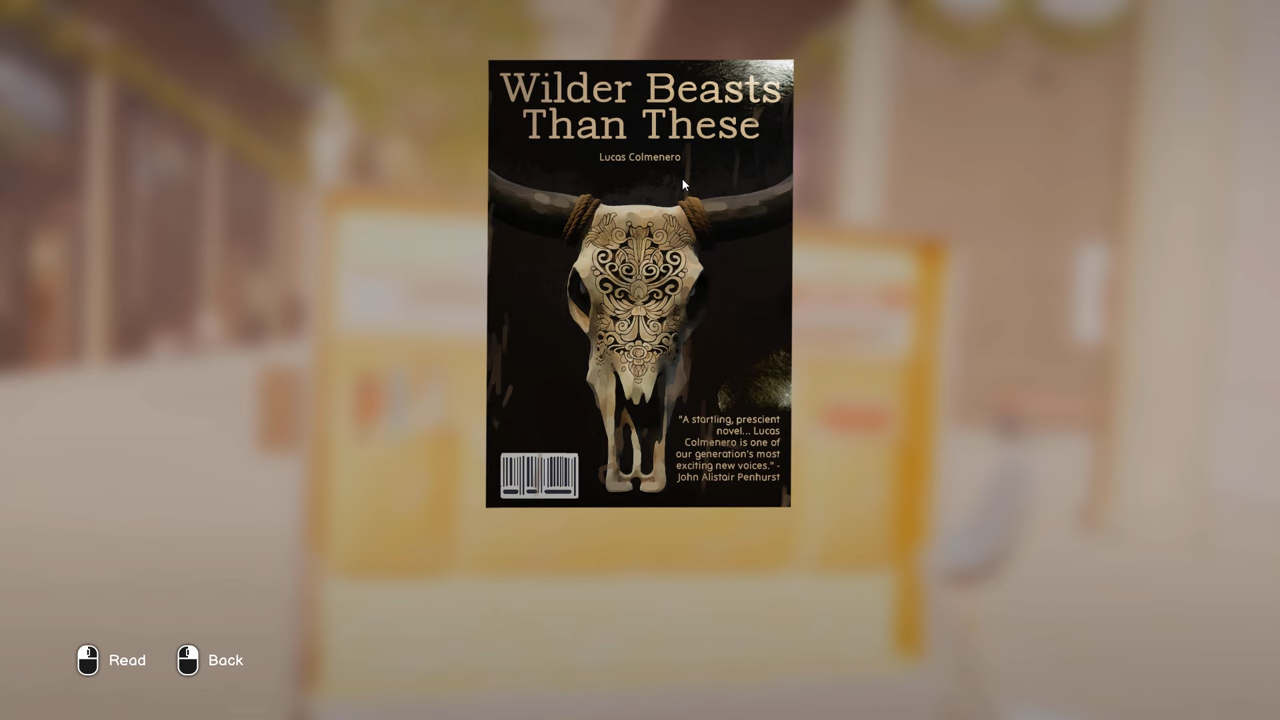 Wilder Beasts
Than These
Lucas Colmenero
"A startling, prescient
novel... Lucas
Colmenero is one of
our generation's most
exciting new voices." -
John Alistair Penhurst
Read
Back